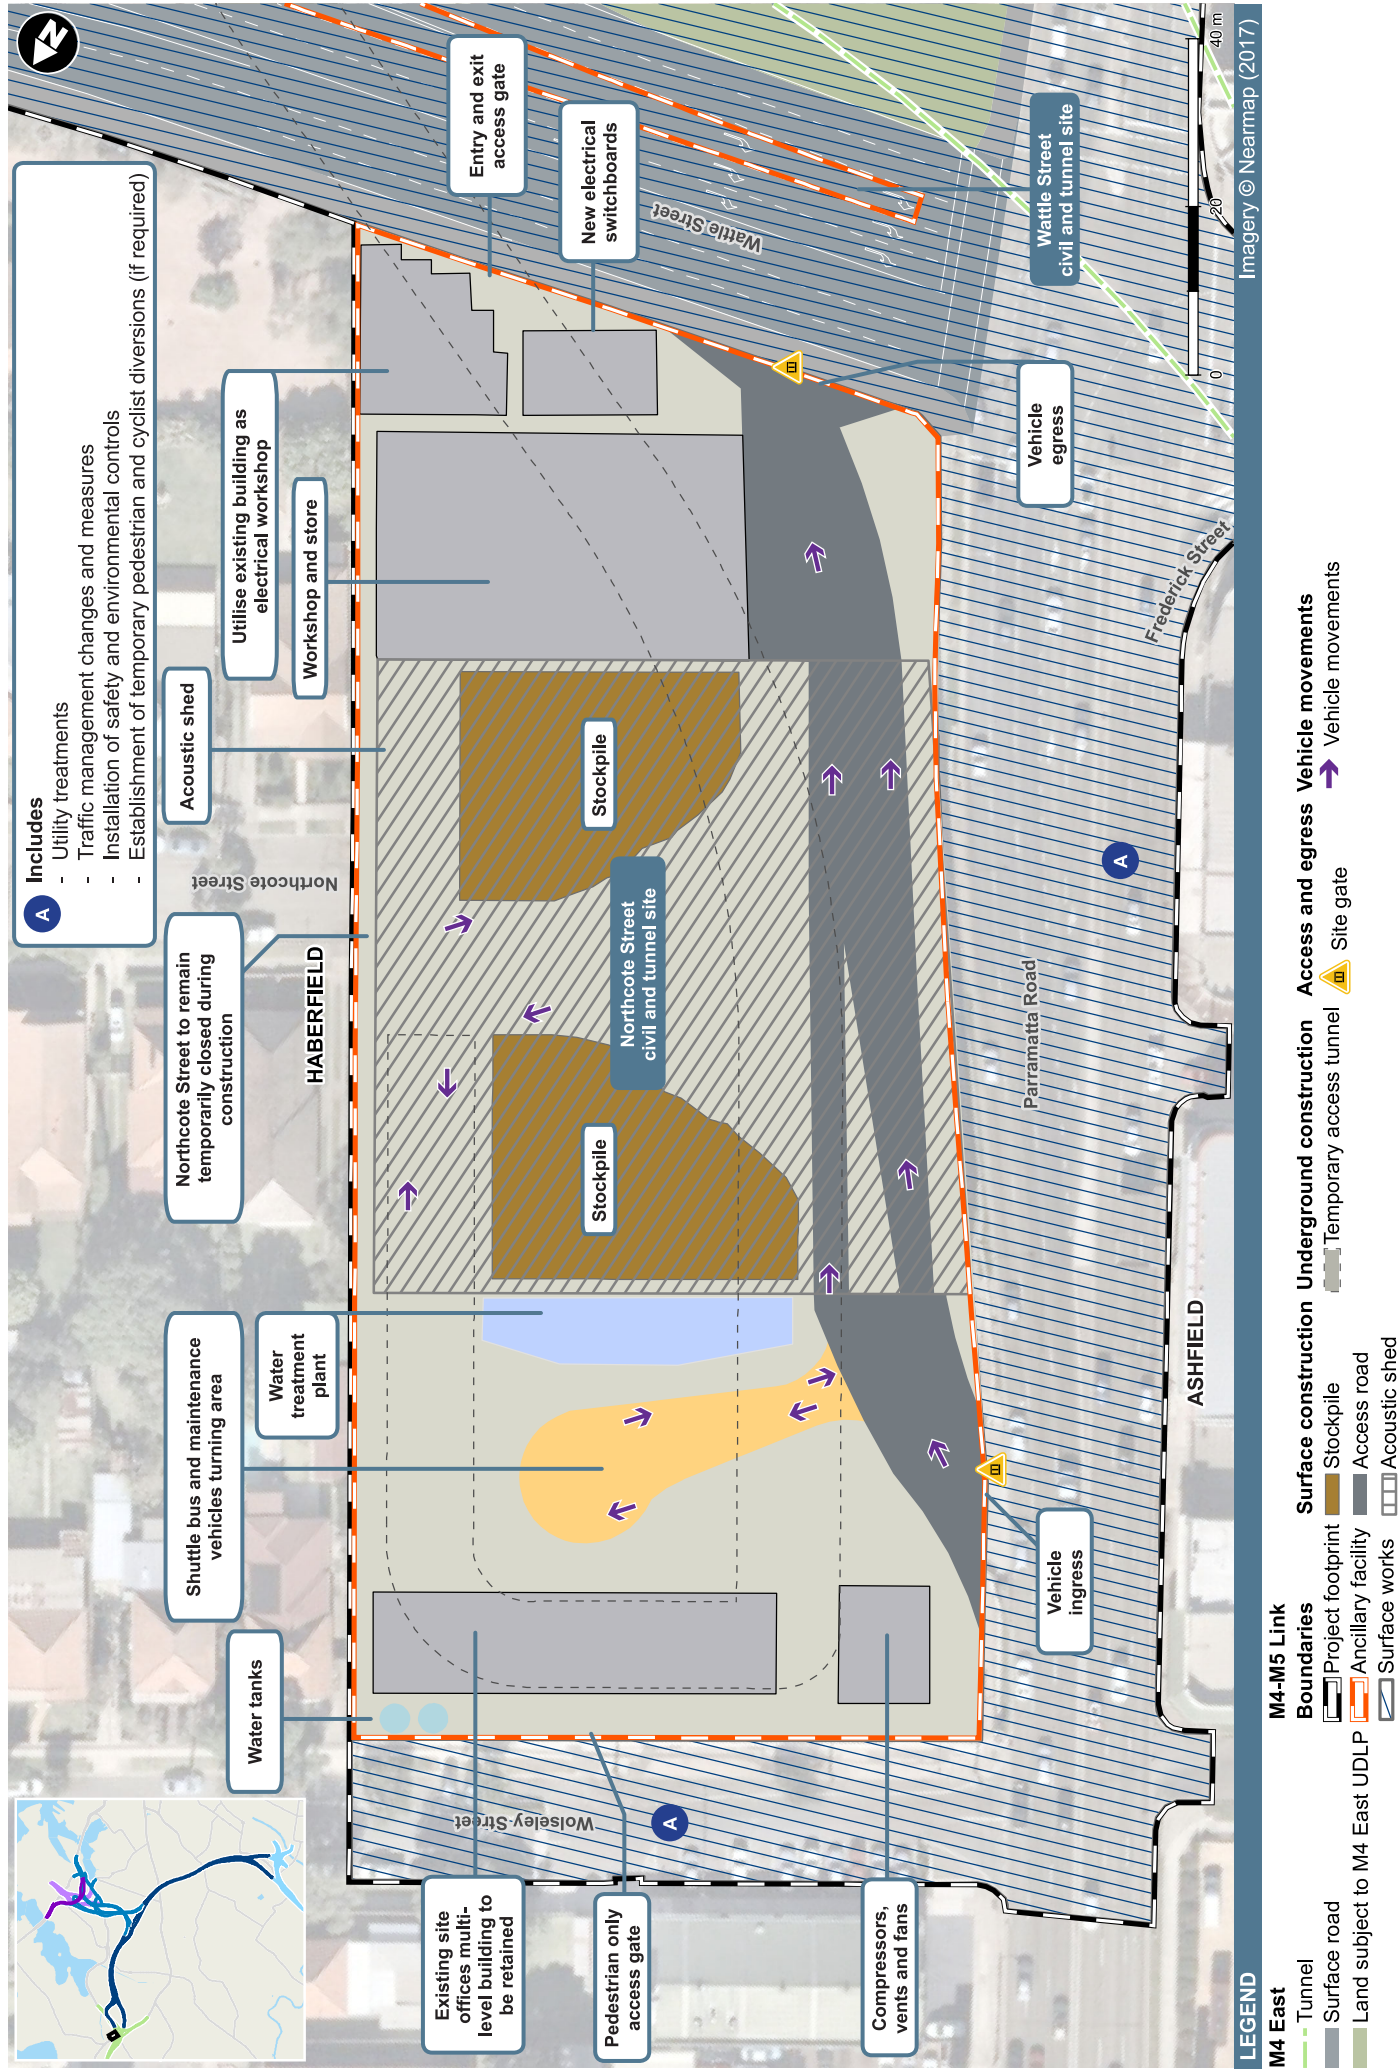 N
A
Includes
- Utility treatments
- Traffic management changes and measures
- Installation of safety and environmental controls
- Establishment of temporary pedestrian and cyclist diversions (if required)
Water tanks
Shuttle bus and maintenance
vehicles turning area
Water
treatment
plant
Northcote Street to remain
temporarily closed during
construction
Northcote Street
Acoustic shed
Utilise existing building as
electrical workshop
Workshop and store
HABERFIELD
Entry and exit
access gate
New electrical
switchboards
Wattle Street
Wattle Street
civil and tunnel site
Stockpile
Stockpile
Northcote Street
civil and tunnel site
Existing site
offices multi-
level building to
be retained
Wolseley Street
Pedestrian only
access gate
A
Compressors,
vents and fans
Vehicle
ingress
Vehicle
egress
Parramatta Road
A
Frederick Street
ASHFIELD
0
20
40 m
LEGEND
Imagery © Nearmap (2017)
M4 East
Tunnel
Surface road
Land subject to M4 East UDLP
M4-M5 Link
Boundaries
Project footprint
Ancillary facility
Surface works
Surface construction
Stockpile
Access road
Acoustic shed
Underground construction
Temporary access tunnel
Access and egress
Site gate
Vehicle movements
Vehicle movements